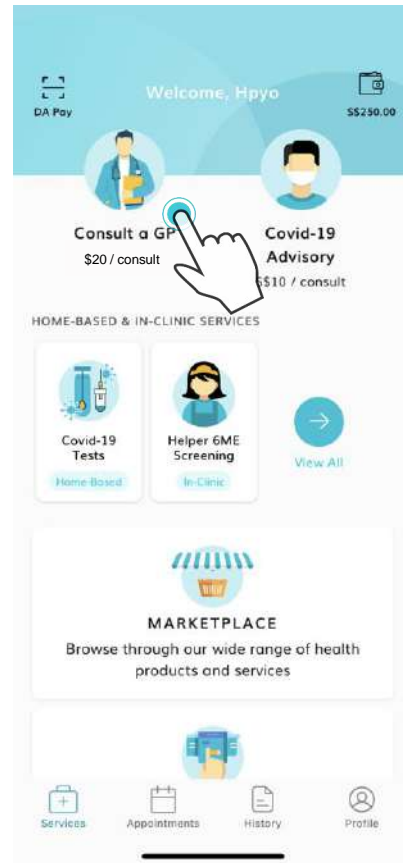 Welcome, Hpyo
DA Pay
S$250.00
Consult a GP
$20 / consult
Covid-19
Advisory
S$10 / consult
HOME-BASED & IN-CLINIC SERVICES
Covid-19
Tests
Home-Based
Helper 6ME
Screening
In-Clinic
View All
MARKETPLACE
Browse through our wide range of health
products and services
Services
Appointments
History
Profile